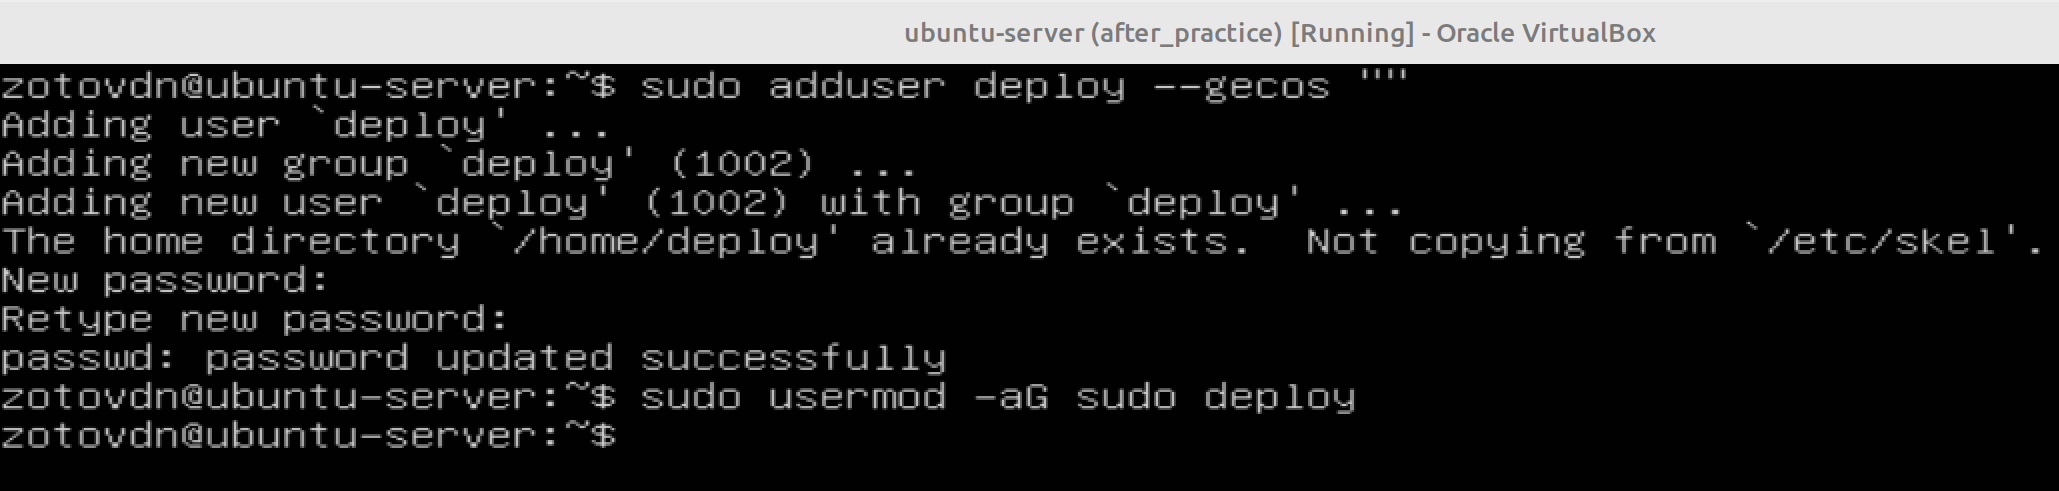 ubuntu-server (after_practice) [Running] - Oracle VirtualBox
zotovdn@ubuntu-server:~$ sudo adduser deploy --gecos ""
Adding user `deploy' ...
Adding new group `deploy' (1002) ...
Adding new user `deploy' (1002) with group `deploy' ...
The home directory `/home/deploy' already exists.  Not copying from `/etc/skel'.
New password:
Retype new password:
passwd: password updated successfully
zotovdn@ubuntu-server:~$ sudo usermod -aG sudo deploy
zotovdn@ubuntu-server:~$